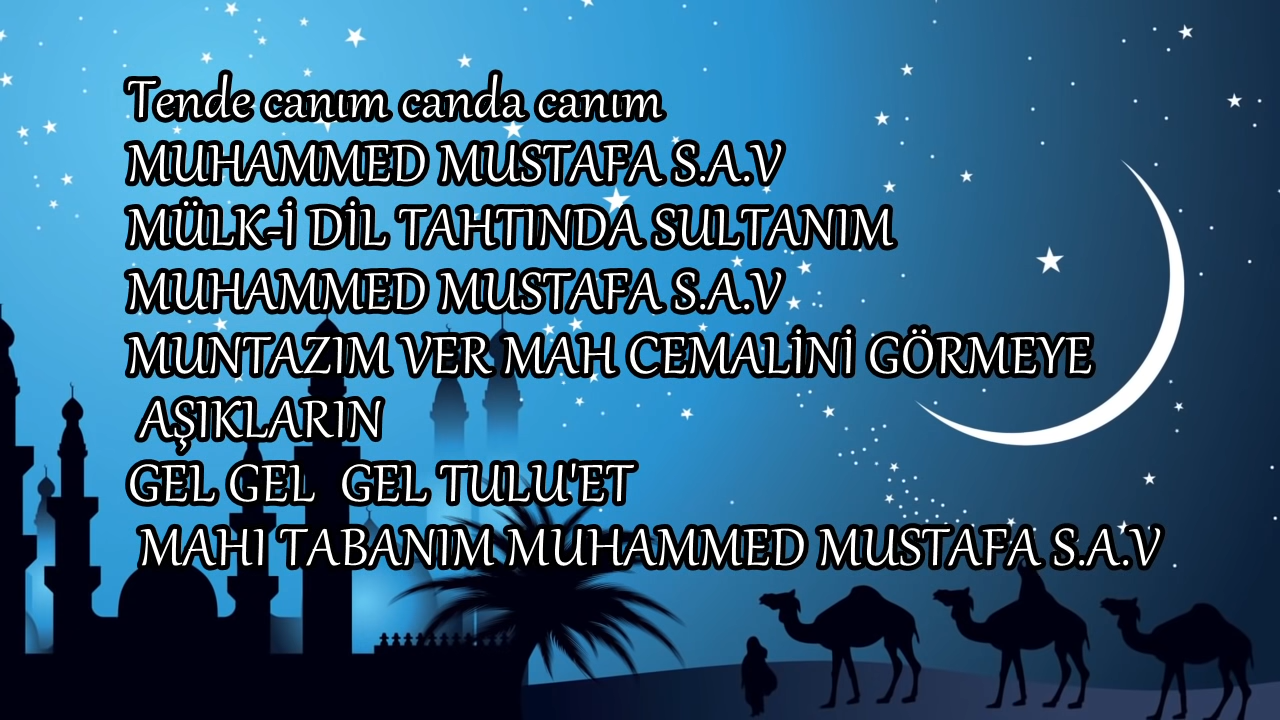 Tende canım canda canım
MUHAMMED MUSTAFA S.A.V
MÜLK-İ DİL TAHTINDA SULTANIM
MUHAMMED MUSTAFA S.A.V
MUNTAZIM VER MAH CEMALİNİ GÖRMEYE
AŞIKLARIN
GEL GEL GEL TULU'ET
MAHI TABANIM MUHAMMED MUSTAFA S.A.V